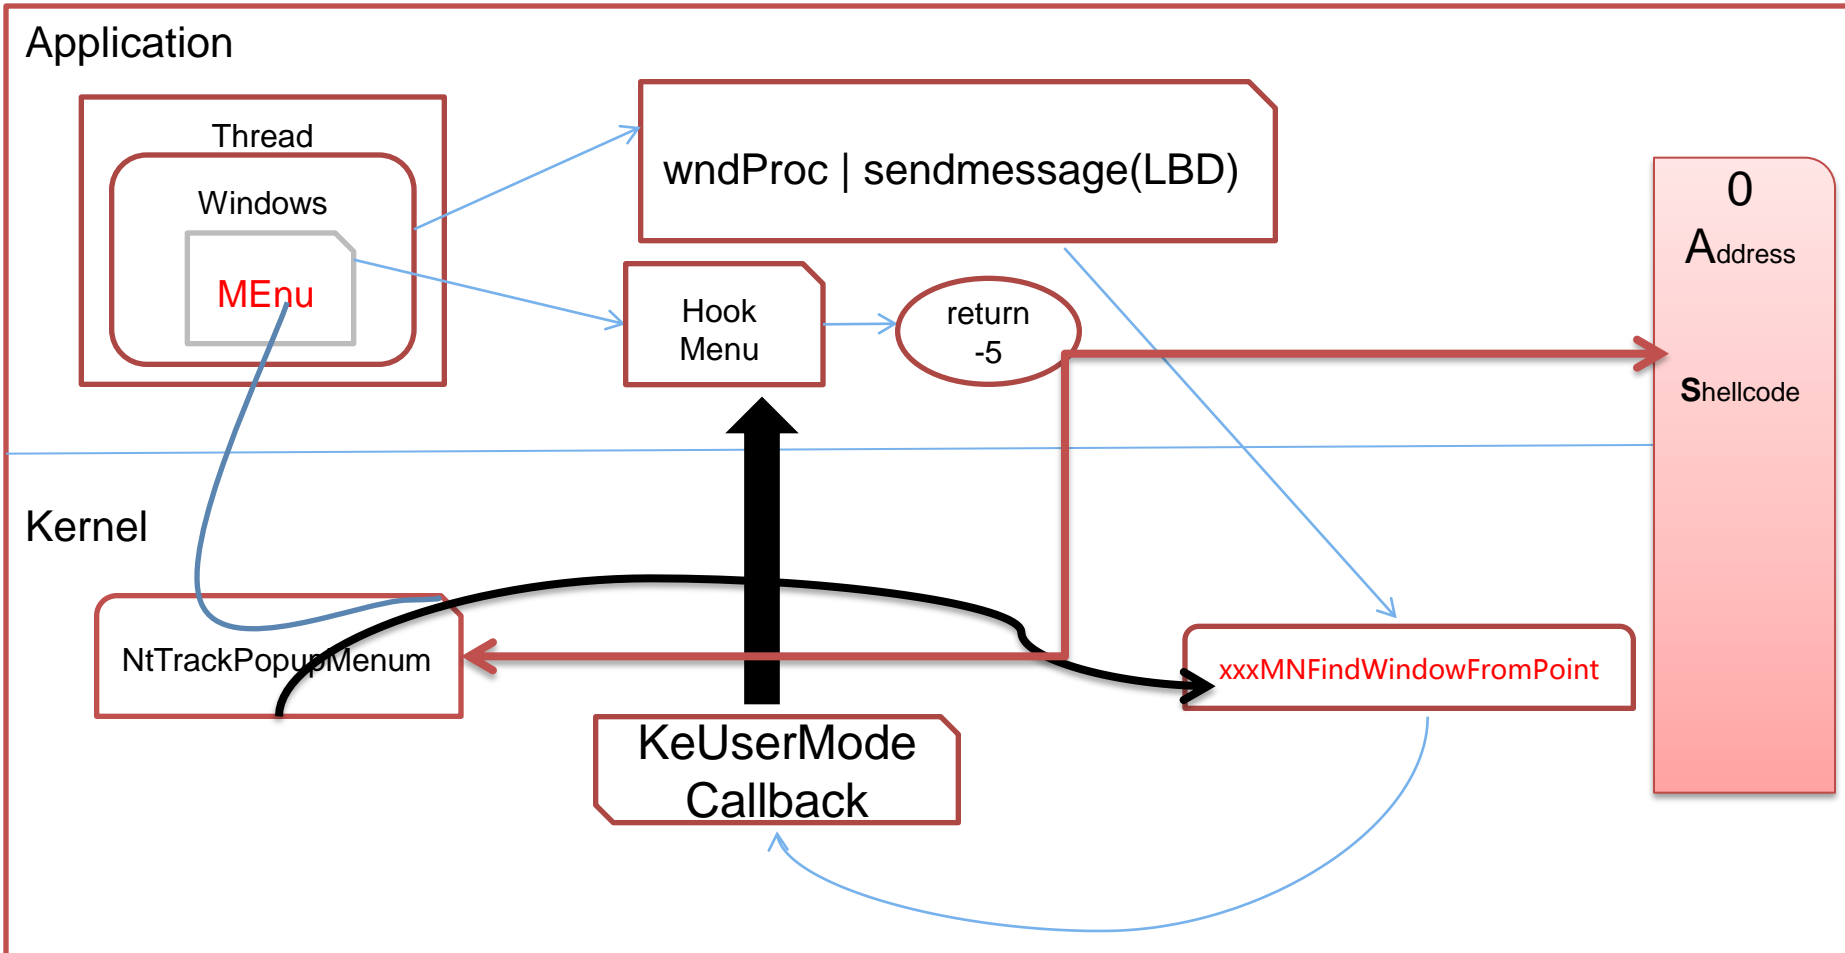 Application
Thread
Windows
MEnu
wndProc | sendmessage(LBD)
Hook
Menu
return
-5
0
Address
Shellcode
Kernel
NtTrackPopupMenum
KeUserMode
Callback
xxxMNFindWindowFromPoint